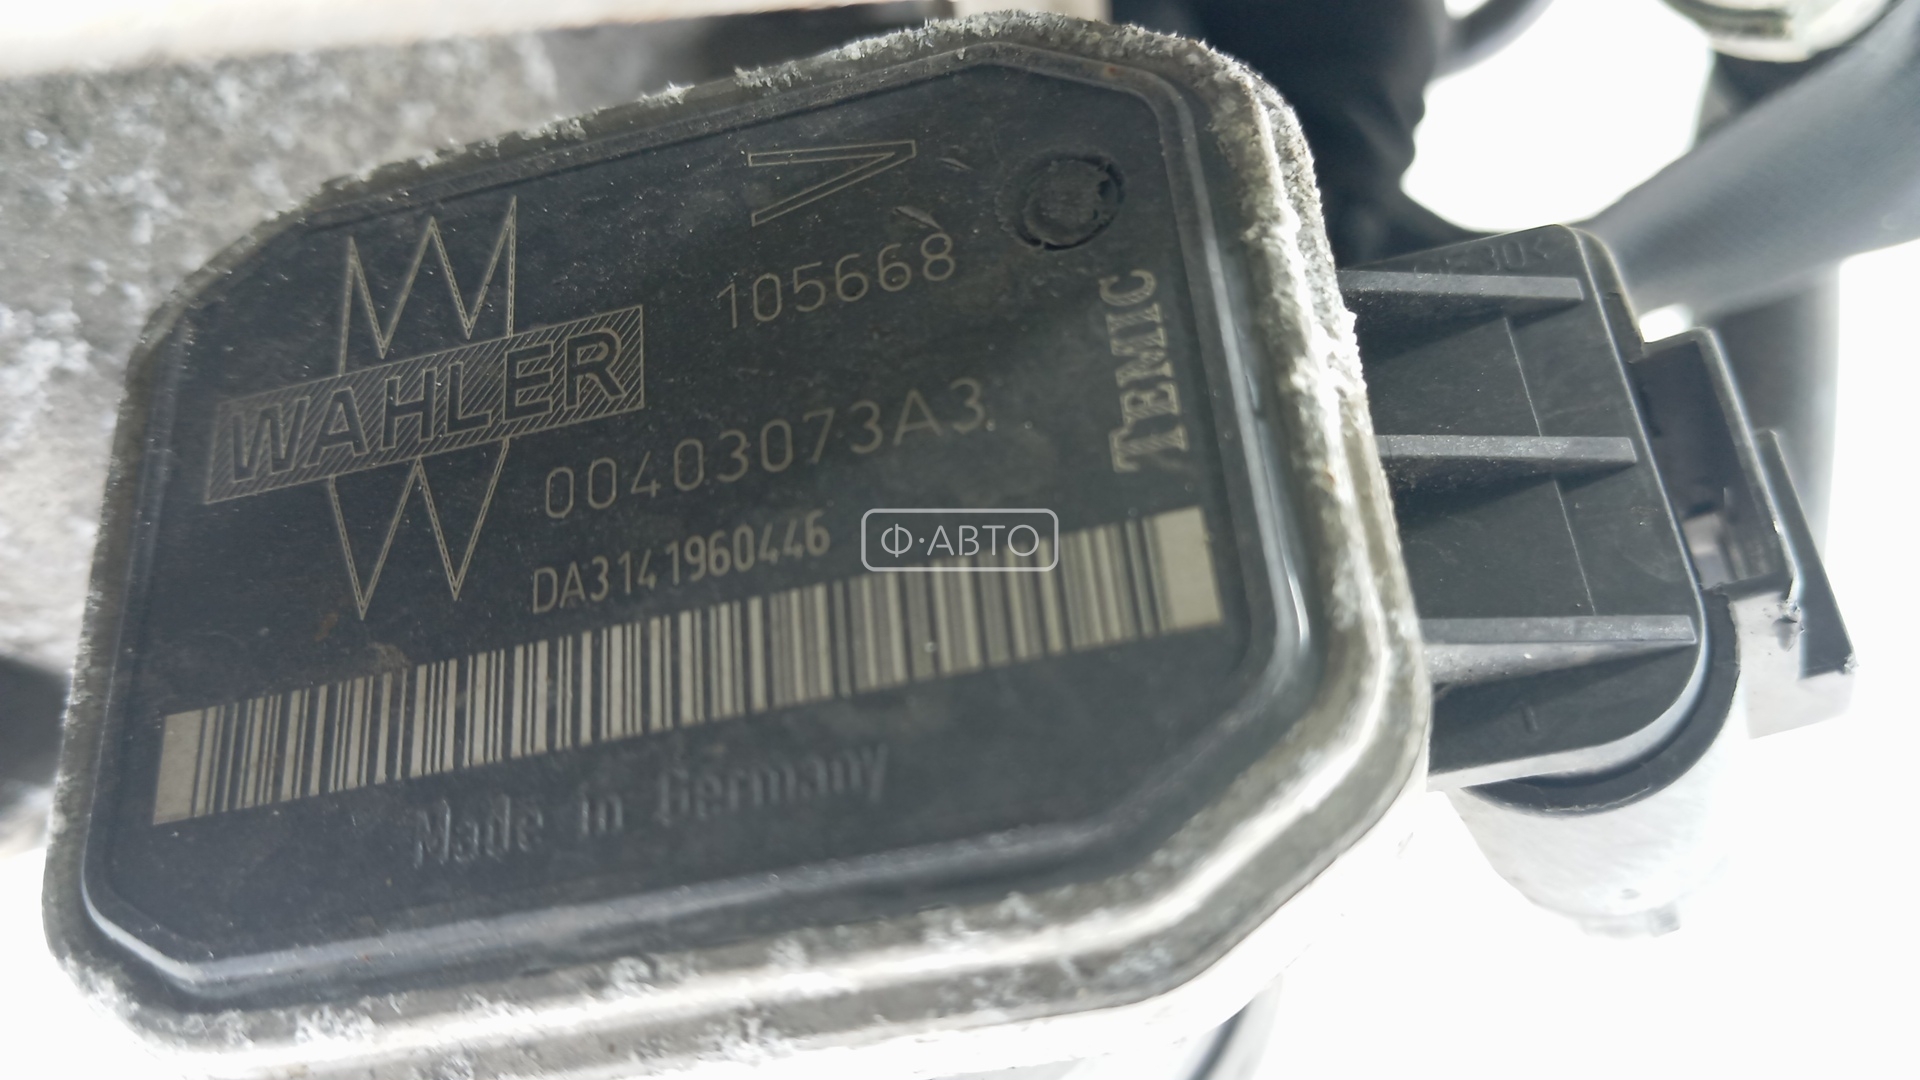 105668
WAHLER
00403073A3
TEMIC
DA3141960446
Ф·АВТО
Made in Germany